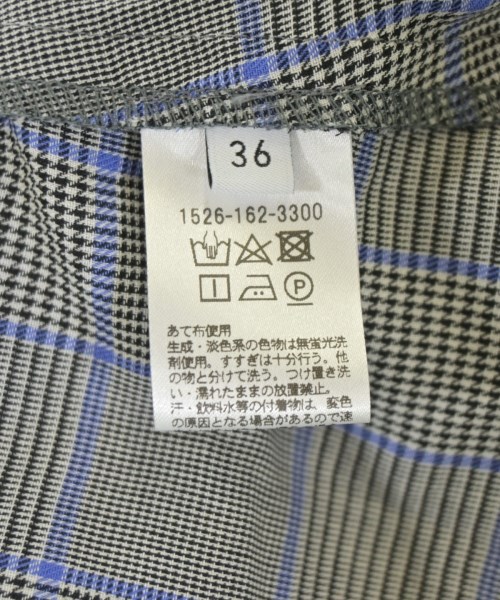 36
1526-162-3300
P
あて布使用
生成・淡色系の色物は無蛍光洗
剤使用。すすぎは十分行う。他
の物と分けて洗う。つけ置き洗
い・濡れたままの放置禁止。
汗・飲料水等の付着物は、変色
の原因となる場合があるので速